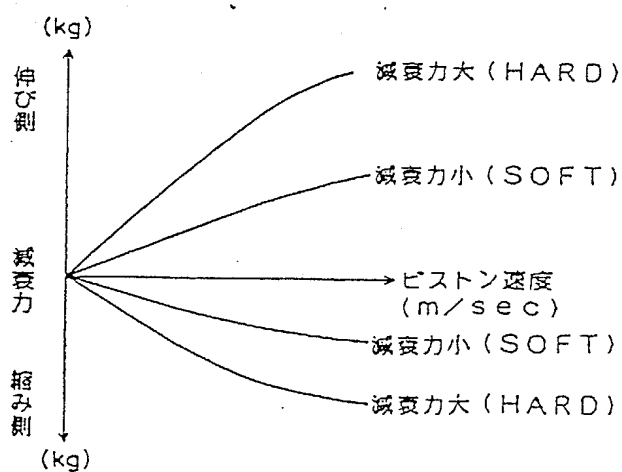 (kg)
伸び側
減衰力大(HARD)
減衰力小(SOFT)
減衰力
ピストン速度
(m/sec)
減衰力小(SOFT)
縮み側
減衰力大(HARD)
(kg)